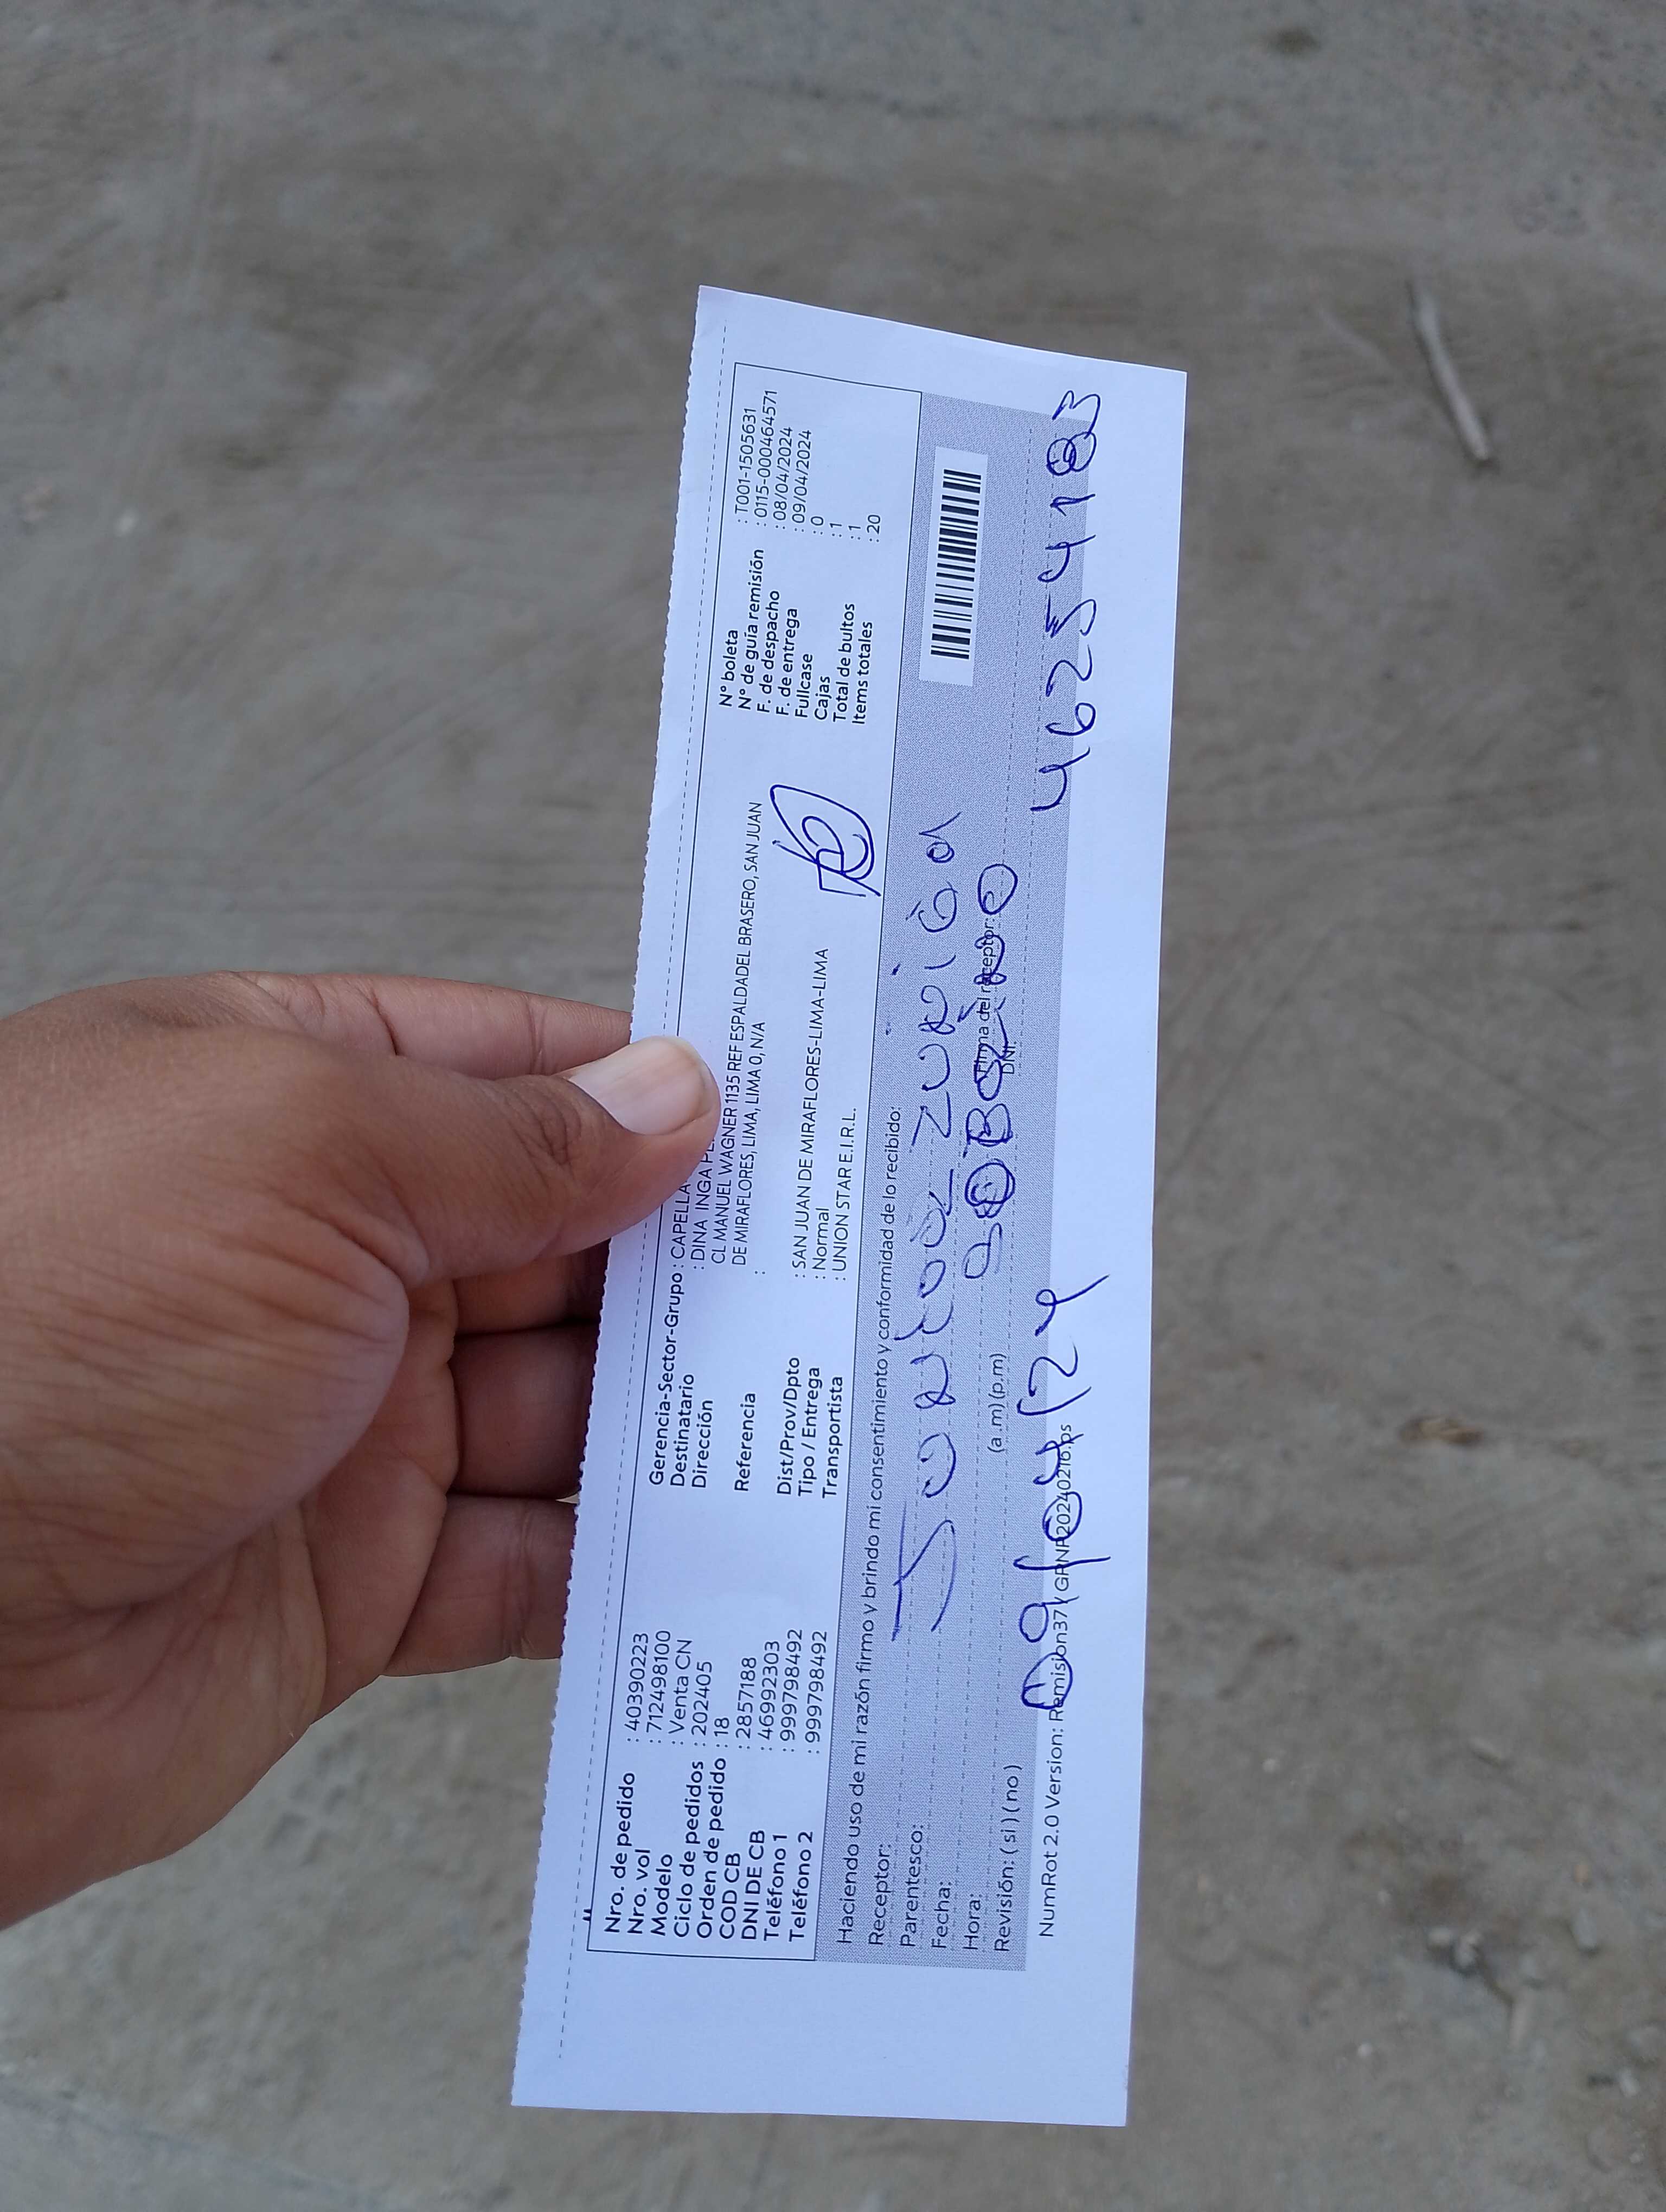 Nro. de pedido : 40390223
Nro. vol : 712498100
Modelo : Venta CN
Ciclo de pedidos : 202405
Orden de pedido : 18
COD CB : 2857188
DNI DE CB : 46992303
Teléfono 1 : 999798492
Teléfono 2 : 999798492
Gerencia-Sector-Grupo : CAPELLA
Destinatario : DINA INGA
Dirección CL MANUEL WAGNER 1135 REF ESPALDADEL BRASERO, SAN JUAN
DE MIRAFLORES, LIMA, LIMA 0, N/A
Referencia :
Dist/Prov/Dpto : SAN JUAN DE MIRAFLORES-LIMA-LIMA
Tipo / Entrega : Normal
Transportista : UNION STAR E.I.R.L.
N° boleta : T001-1505631
N° de guía remisión : 0115-000464571
F. de despacho : 08/04/2024
F. de entrega : 09/04/2024
Fullcase : 0
Cajas : 1
Total de bultos : 1
Items totales : 20
Haciendo uso de mi razón firmo y brindo mi consentimiento y conformidad de lo recibido:
Receptor:
Parentesco:
Fecha:
Hora: (a.m) (p.m)
Revisión: ( si ) ( no )
Firma del receptor:
DNI:
09/04/24
46254183
NumRot 2.0 Version: Remision37 / GRNP20240216.ps